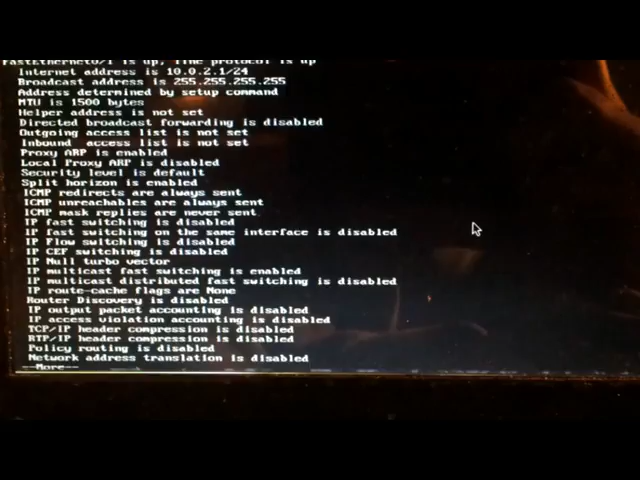 FastEthernet0/1 is up, line protocol is up
Internet address is 10.0.2.1/24
Broadcast address is 255.255.255.255
Address determined by setup command
MTU is 1500 bytes
Helper address is not set
Directed broadcast forwarding is disabled
Outgoing access list is not set
Inbound  access list is not set
Proxy ARP is enabled
Local Proxy ARP is disabled
Security level is default
Split horizon is enabled
ICMP redirects are always sent
ICMP unreachables are always sent
ICMP mask replies are never sent
IP fast switching is disabled
IP fast switching on the same interface is disabled
IP Flow switching is disabled
IP CEF switching is disabled
IP Null turbo vector
IP multicast fast switching is enabled
IP multicast distributed fast switching is disabled
IP route-cache flags are None
Router Discovery is disabled
IP output packet accounting is disabled
IP access violation accounting is disabled
TCP/IP header compression is disabled
RTP/IP header compression is disabled
Policy routing is disabled
Network address translation is disabled
--More--